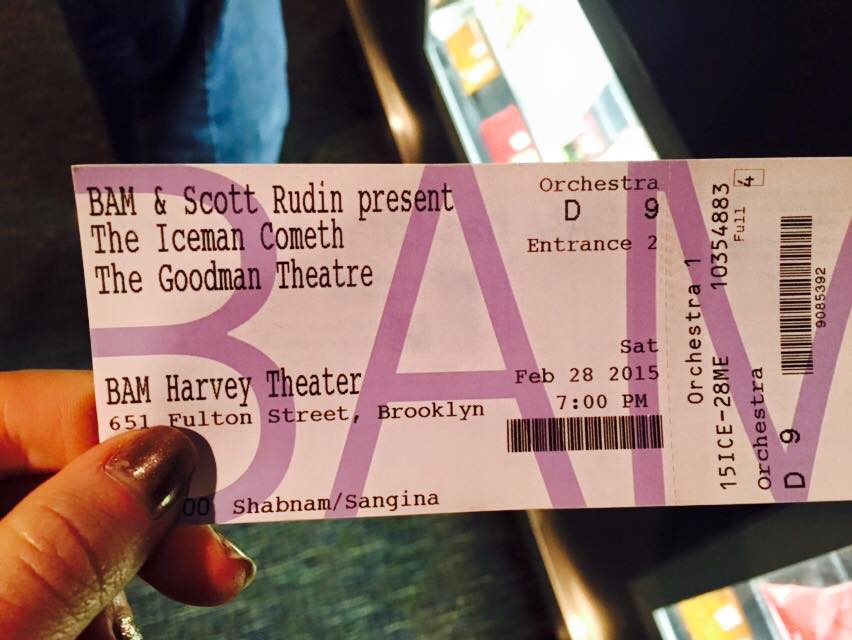 BAM & Scott Rudin present
The Iceman Cometh
The Goodman Theatre
BAM Harvey Theater
651 Fulton Street, Brooklyn
00 Shabnam/Sangina
Orchestra
D 9
Entrance 2
Sat
Feb 28 2015
7:00 PM
Orchestra 1
15ICE-28ME 10354883
Full 4
Orchestra
D 9
9085392
BAM